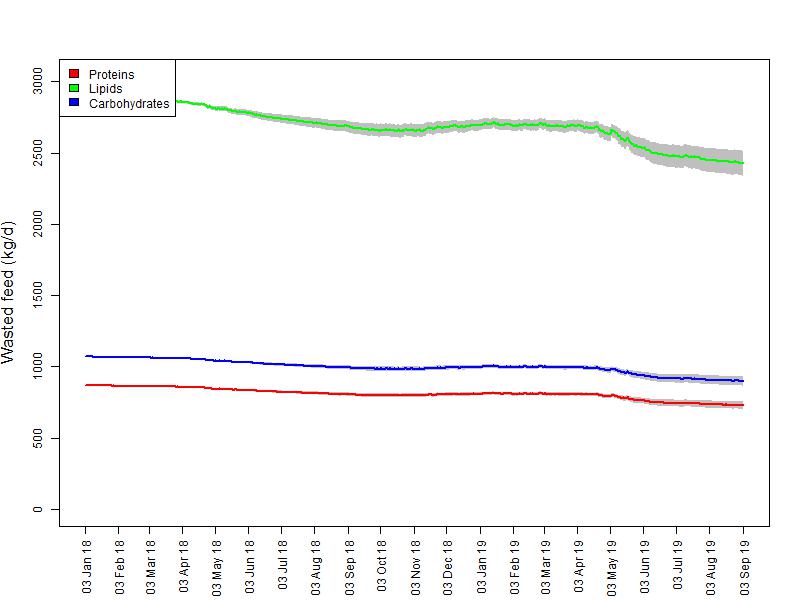 Proteins
Lipids
Carbohydrates
Wasted feed (kg/d)
3000
2500
2000
1500
1000
500
0
03 Jan 18
03 Feb 18
03 Mar 18
03 Apr 18
03 May 18
03 Jun 18
03 Jul 18
03 Aug 18
03 Sep 18
03 Oct 18
03 Nov 18
03 Dec 18
03 Jan 19
03 Feb 19
03 Mar 19
03 Apr 19
03 May 19
03 Jun 19
03 Jul 19
03 Aug 19
03 Sep 19